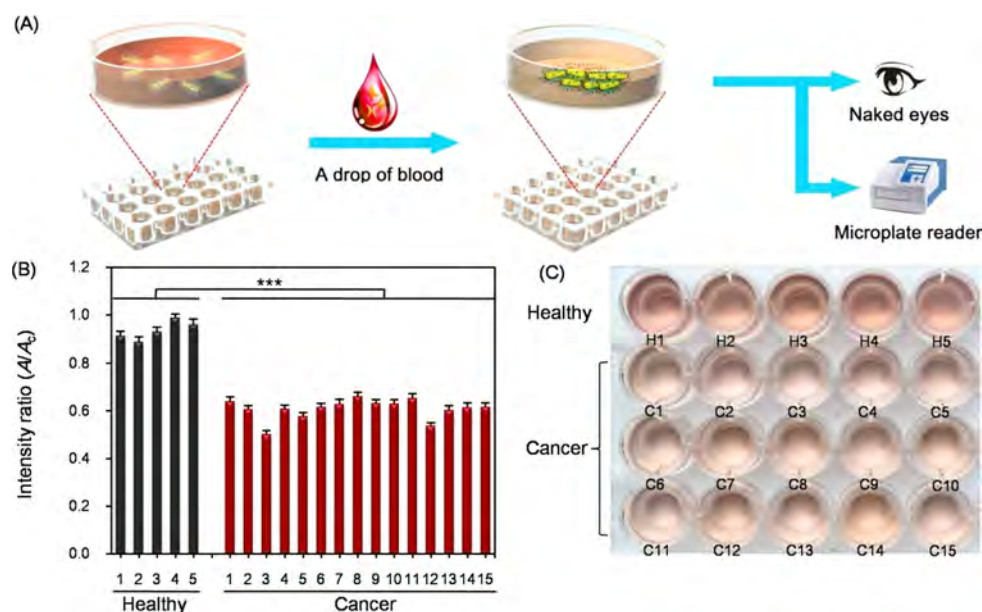 (A)
A drop of blood
Naked eyes
Microplate reader
(B)
Intensity ratio (A/A0)
1.2
1.0
0.8
0.6
0.4
0.2
0.0
***
1 2 3 4 5 1 2 3 4 5 6 7 8 9 10 11 12 13 14 15
Healthy Cancer
(C)
Healthy
H1 H2 H3 H4 H5
C1 C2 C3 C4 C5
Cancer
C6 C7 C8 C9 C10
C11 C12 C13 C14 C15